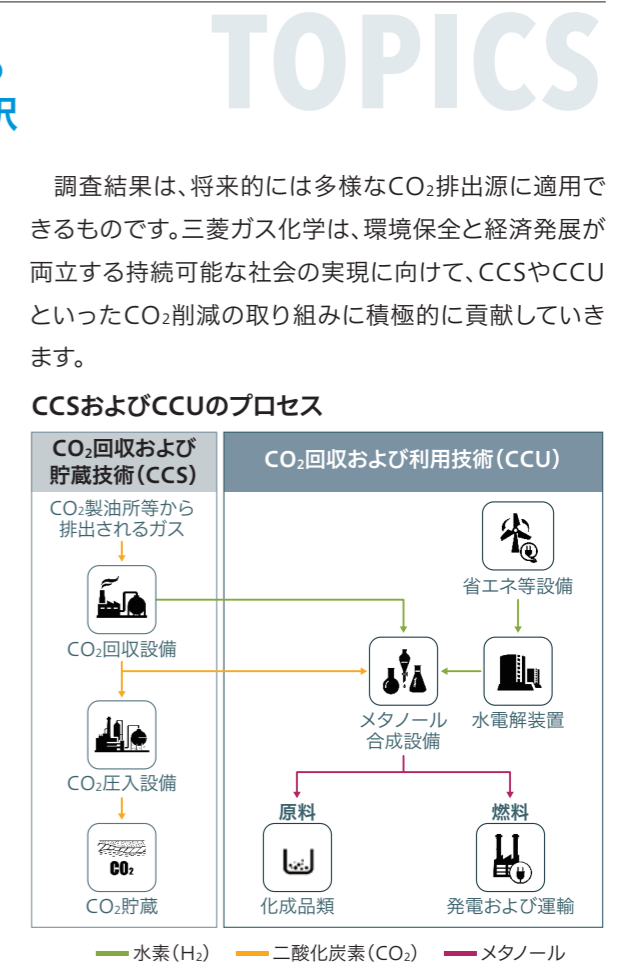 TOPICS
調査結果は、将来的には多様なCO₂排出源に適用で
きるものです。三菱ガス化学は、環境保全と経済発展が
両立する持続可能な社会の実現に向けて、CCSやCCU
といったCO₂削減の取り組みに積極的に貢献していき
ます。
CCSおよびCCUのプロセス
CO₂回収および
貯蔵技術(CCS)
CO₂回収および利用技術(CCU)
CO₂製油所等から
排出されるガス
省エネ等設備
CO₂回収設備
メタノール
合成設備
水電解装置
CO₂圧入設備
原料
燃料
CO₂
CO₂貯蔵
化成品類
発電および運輸
水素(H₂)
二酸化炭素(CO₂)
メタノール